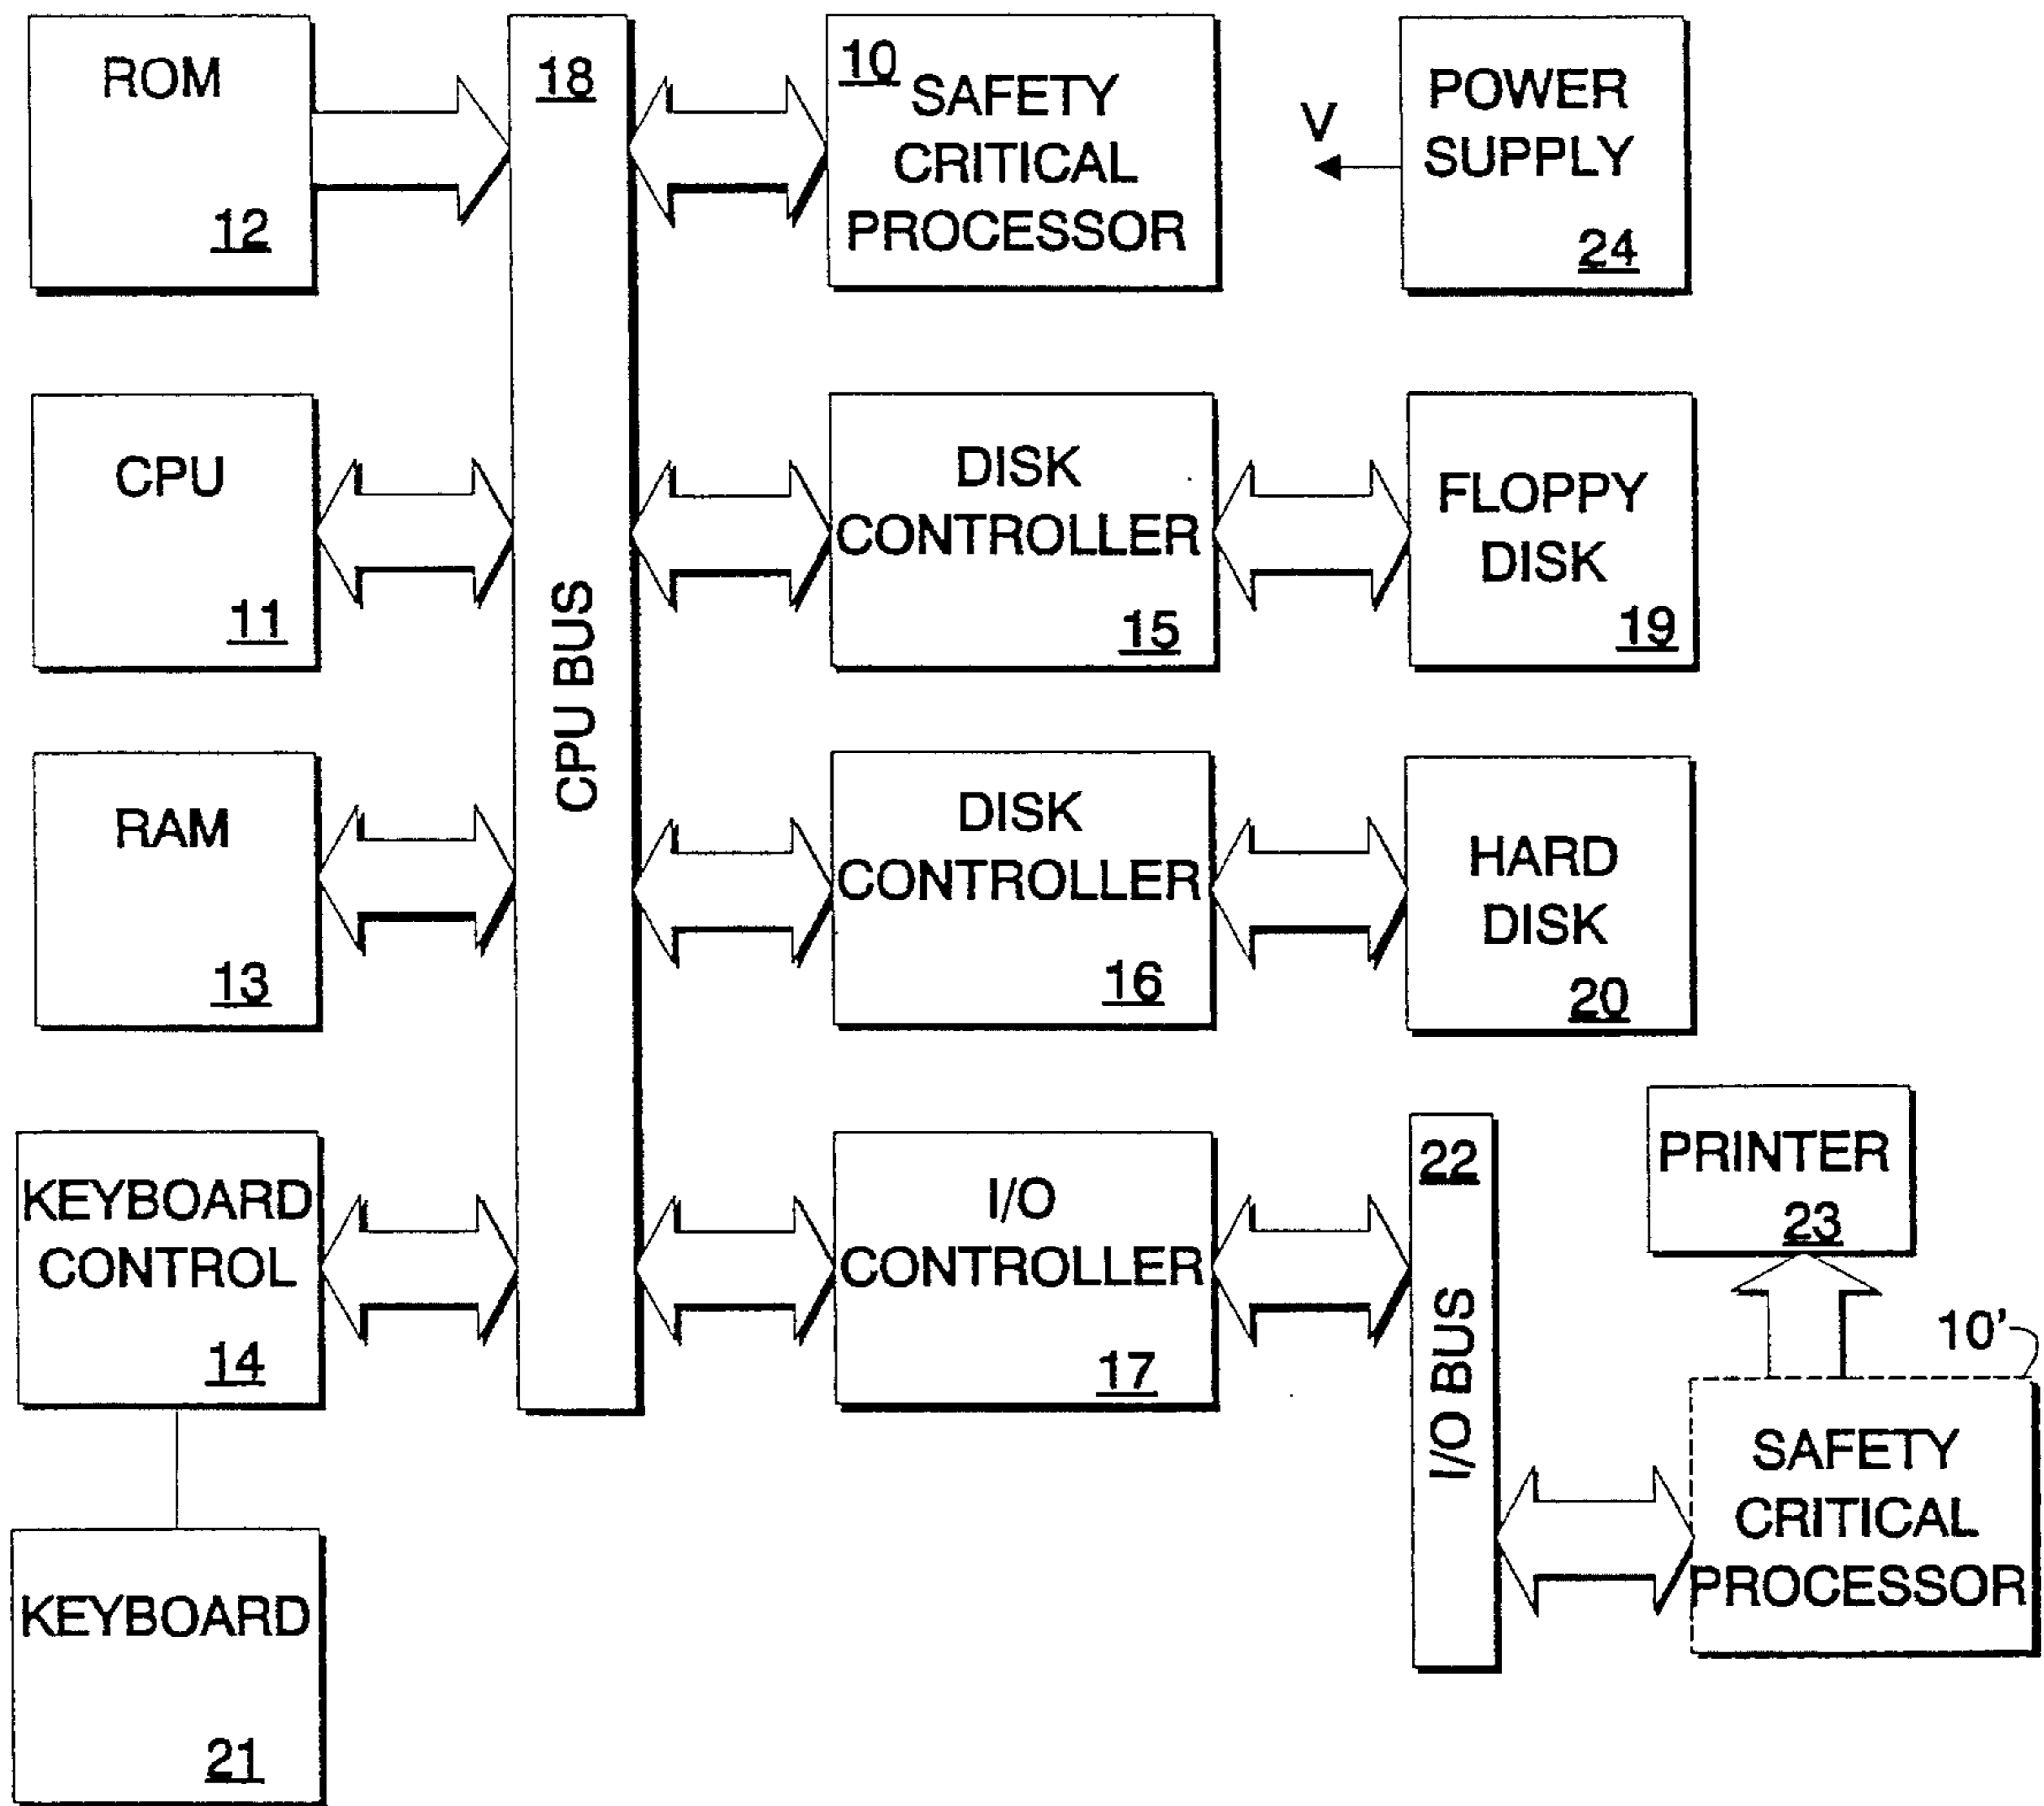 ROM
12
18
10
SAFETY
CRITICAL
PROCESSOR
V
POWER
SUPPLY
24
CPU
11
CPU BUS
DISK
CONTROLLER
15
FLOPPY
DISK
19
RAM
13
DISK
CONTROLLER
16
HARD
DISK
20
KEYBOARD
CONTROL
14
I/O
CONTROLLER
17
22
I/O BUS
PRINTER
23
10'
SAFETY
CRITICAL
PROCESSOR
KEYBOARD
21